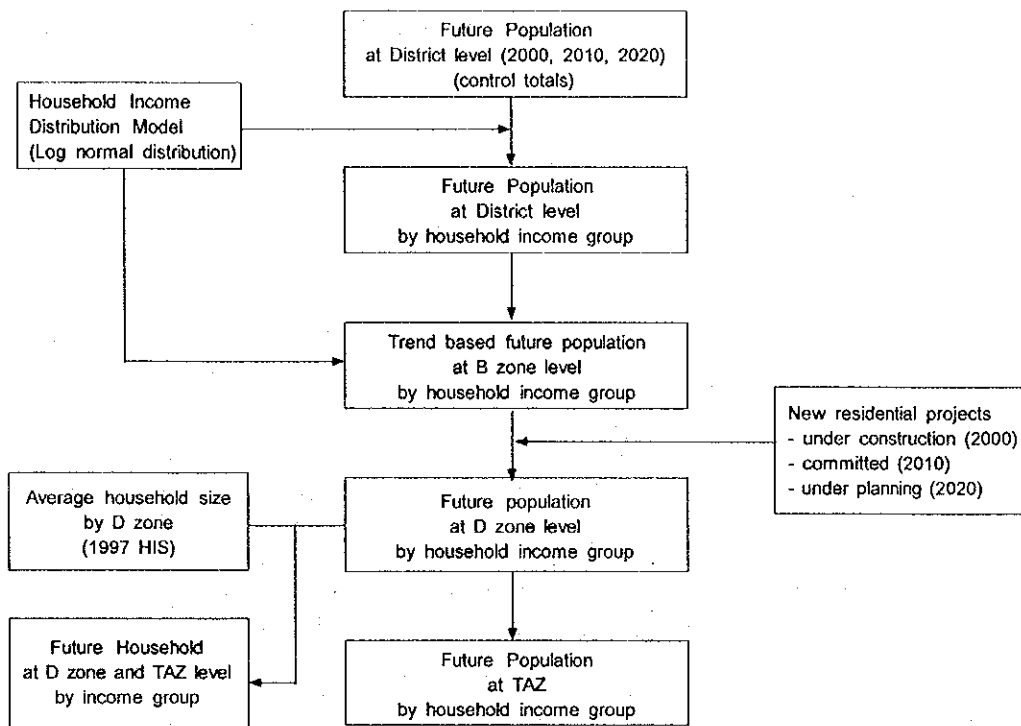 Future Population
at District level (2000, 2010, 2020)
(control totals)
Household Income
Distribution Model
(Log normal distribution)
Future Population
at District level
by household income group
Trend based future population
at B zone level
by household income group
New residential projects
- under construction (2000)
- committed (2010)
- under planning (2020)
Average household size
by D zone
(1997 HIS)
Future population
at D zone level
by household income group
Future Household
at D zone and TAZ level
by income group
Future Population
at TAZ
by household income group